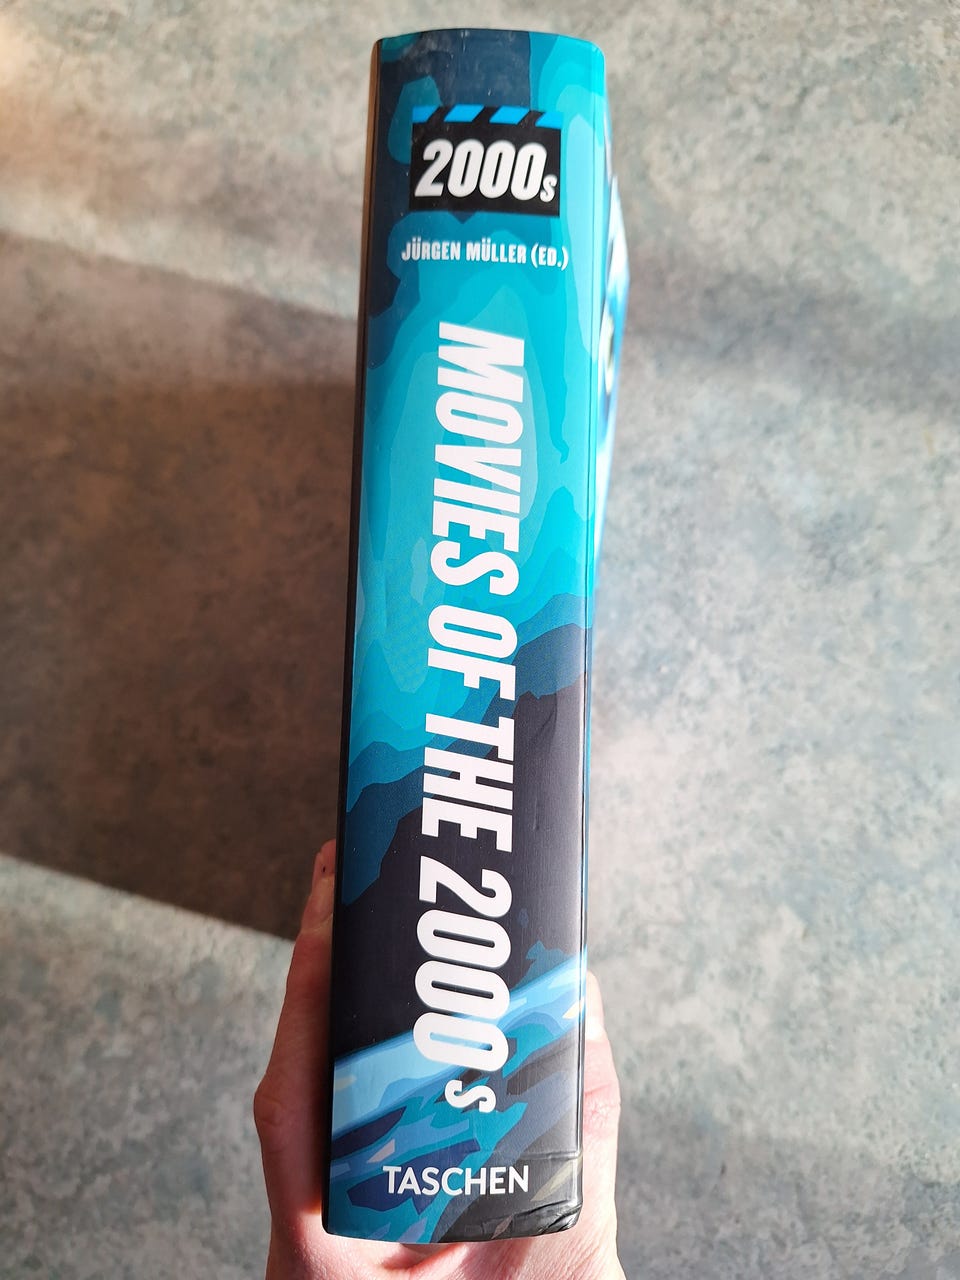 2000s
JÜRGEN MÜLLER (ED.)
MOVIES OF THE 2000s
TASCHEN